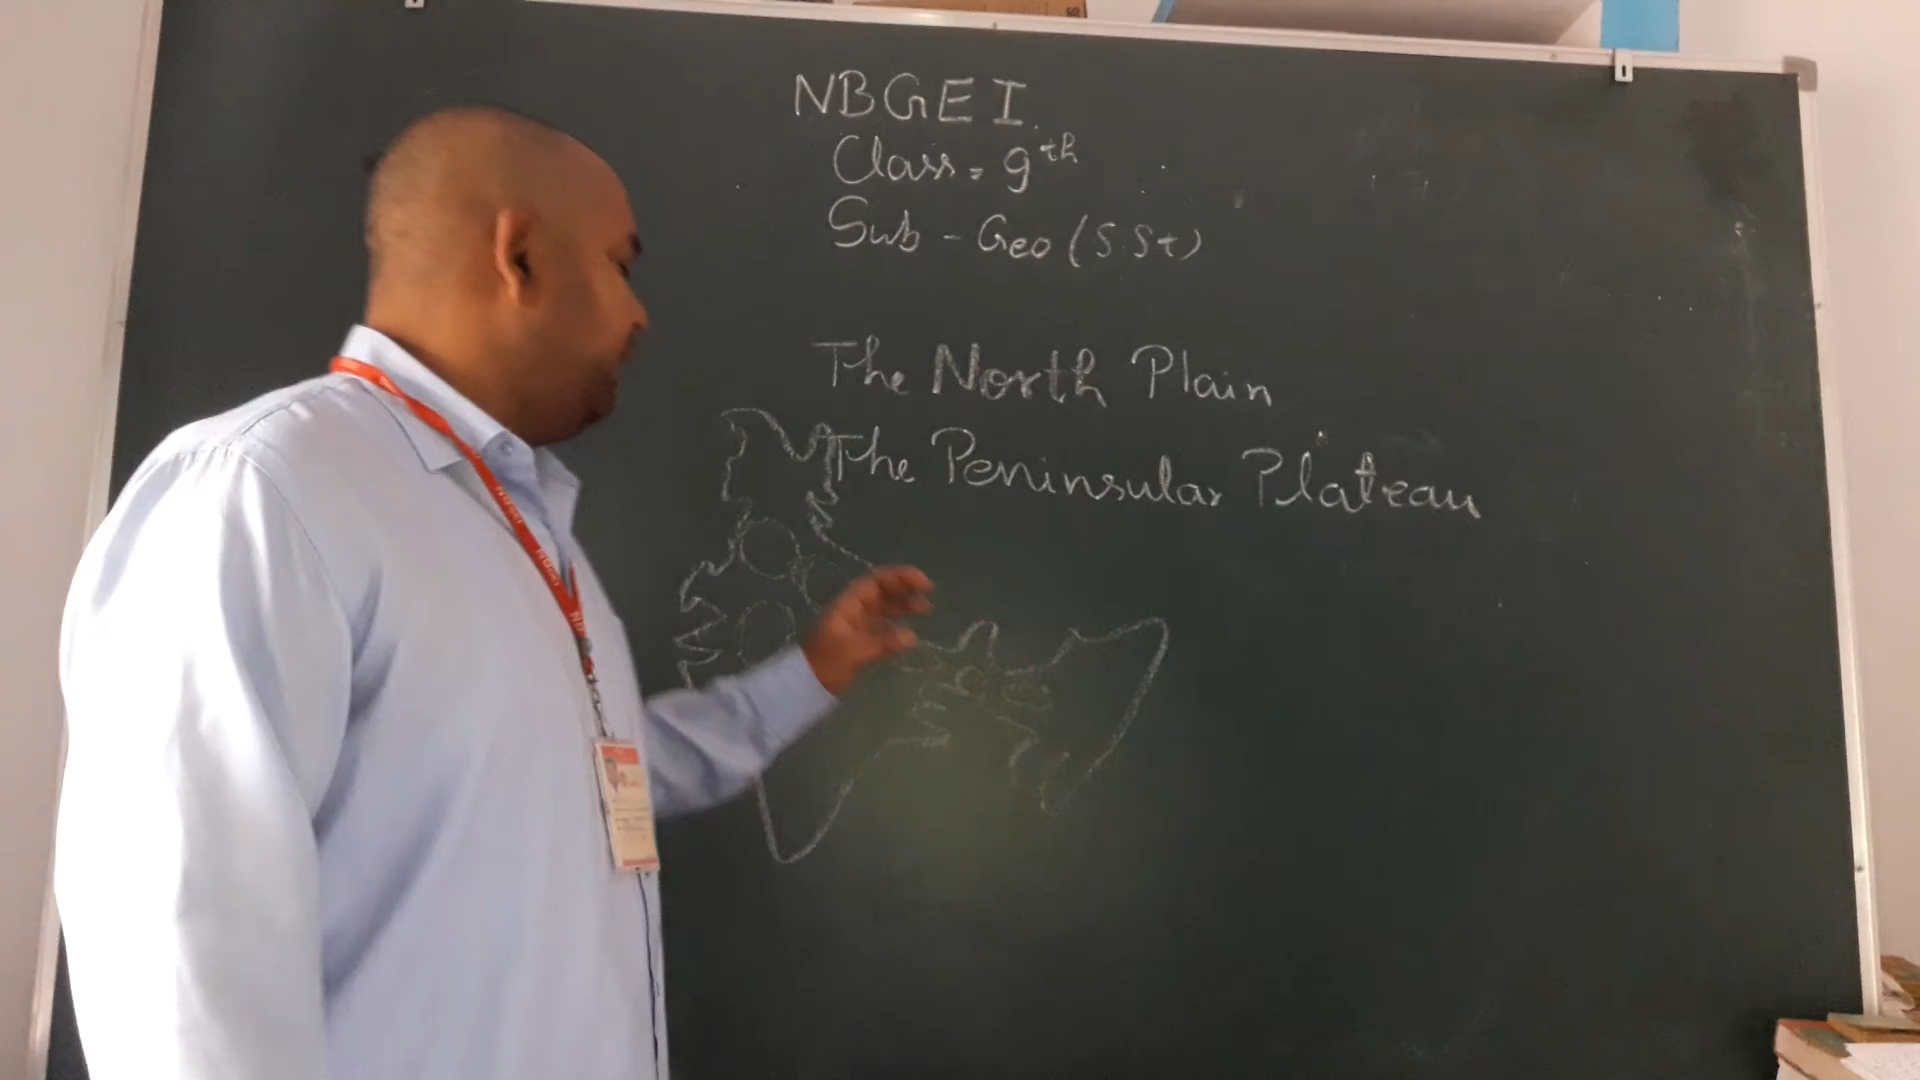 NBGEI.
Class = 9th
Sub - Geo (S.St)
The North Plain
The Peninsular Plateau